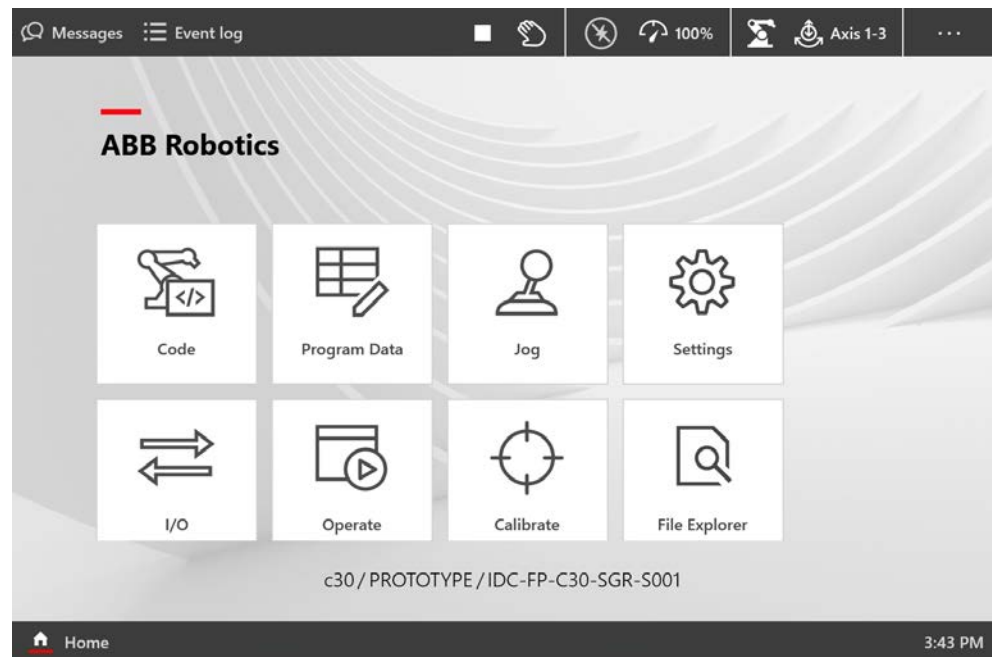 Messages Event log 100% Axis 1-3 ...
ABB Robotics
</>
Code Program Data Jog Settings
I/O Operate Calibrate File Explorer
c30 / PROTOTYPE / IDC-FP-C30-SGR-S001
Home 3:43 PM